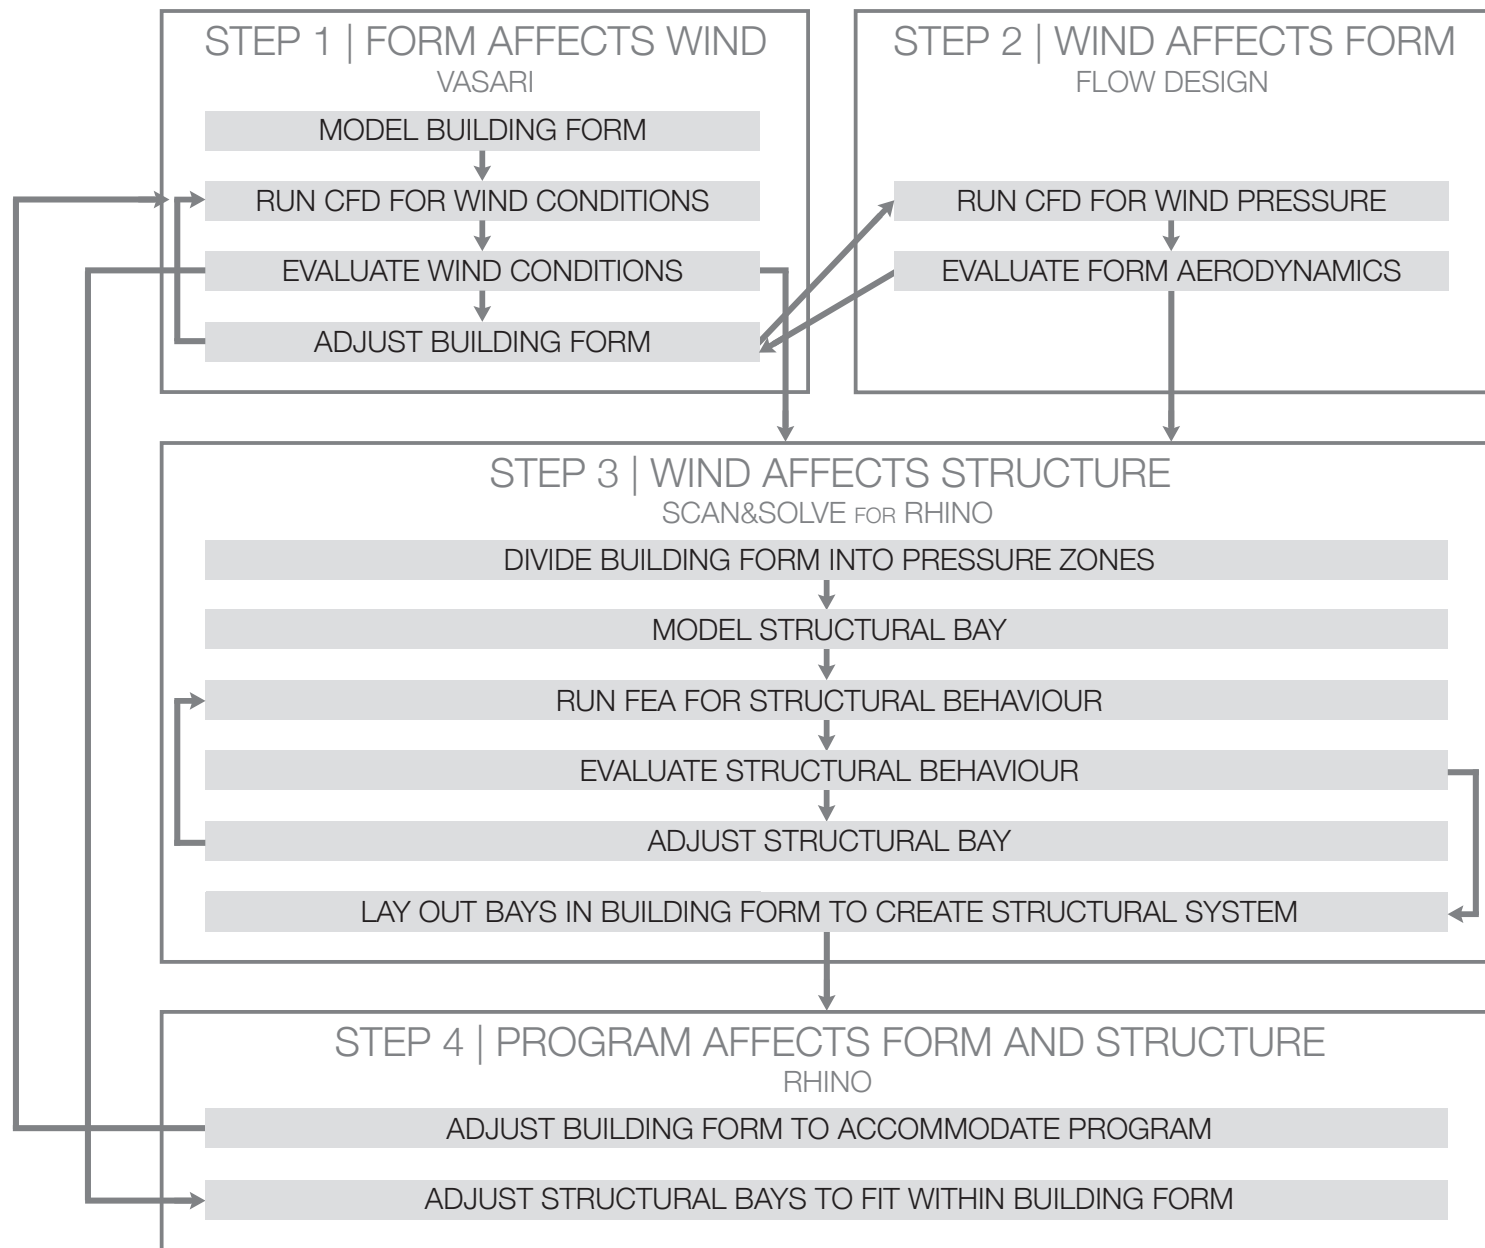 STEP 1 | FORM AFFECTS WIND
VASARI
MODEL BUILDING FORM
RUN CFD FOR WIND CONDITIONS
EVALUATE WIND CONDITIONS
ADJUST BUILDING FORM
STEP 2 | WIND AFFECTS FORM
FLOW DESIGN
RUN CFD FOR WIND PRESSURE
EVALUATE FORM AERODYNAMICS
STEP 3 | WIND AFFECTS STRUCTURE
SCAN&SOLVE FOR RHINO
DIVIDE BUILDING FORM INTO PRESSURE ZONES
MODEL STRUCTURAL BAY
RUN FEA FOR STRUCTURAL BEHAVIOUR
EVALUATE STRUCTURAL BEHAVIOUR
ADJUST STRUCTURAL BAY
LAY OUT BAYS IN BUILDING FORM TO CREATE STRUCTURAL SYSTEM
STEP 4 | PROGRAM AFFECTS FORM AND STRUCTURE
RHINO
ADJUST BUILDING FORM TO ACCOMMODATE PROGRAM
ADJUST STRUCTURAL BAYS TO FIT WITHIN BUILDING FORM